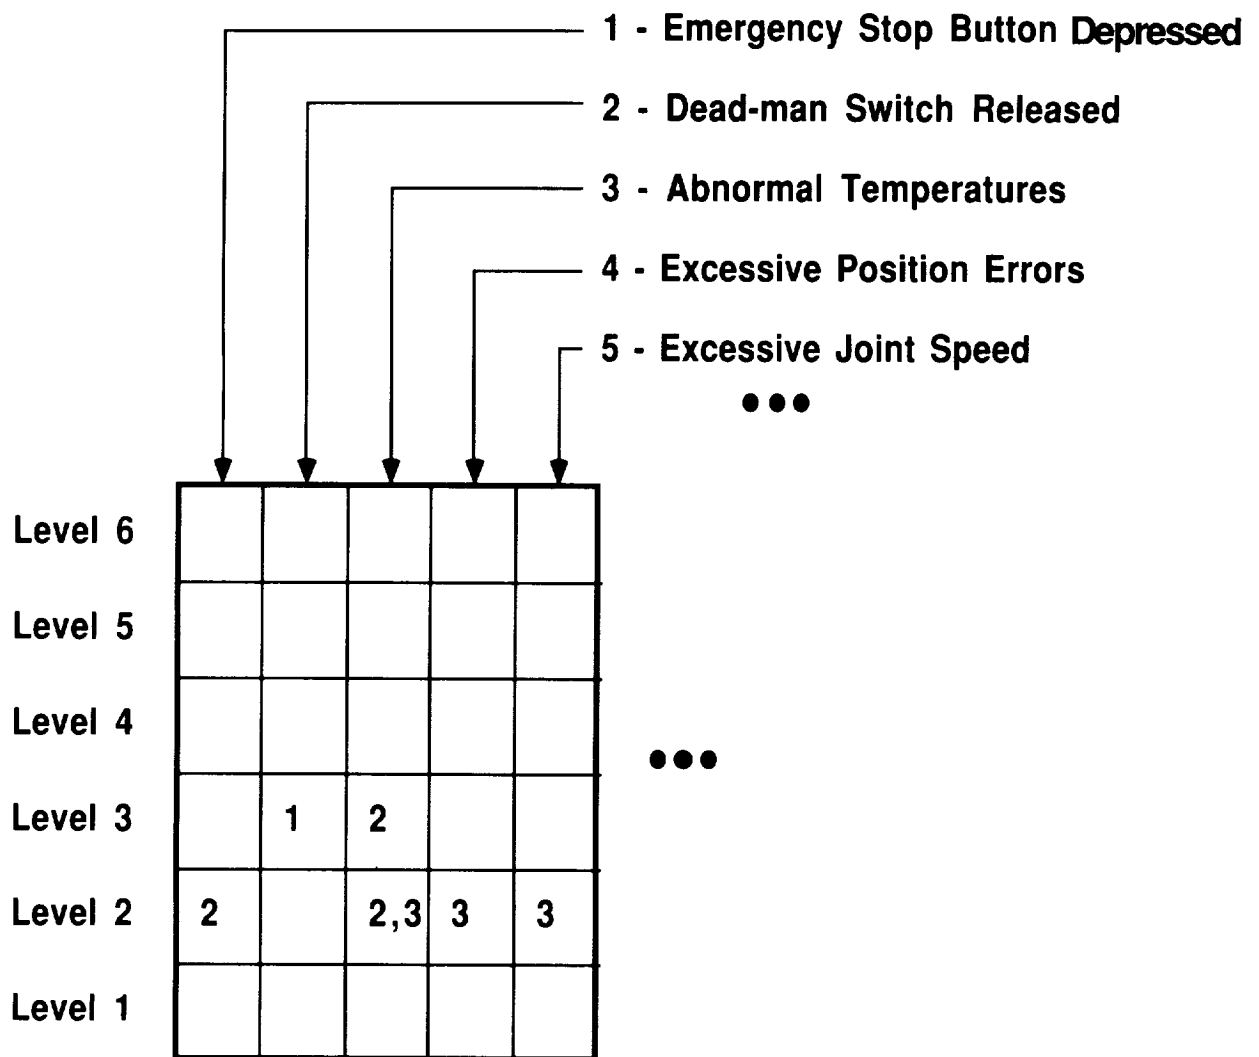 1 - Emergency Stop Button Depressed
2 - Dead-man Switch Released
3 - Abnormal Temperatures
4 - Excessive Position Errors
5 - Excessive Joint Speed
Level 6
Level 5
Level 4
Level 3 1 2
Level 2 2 2,3 3 3
Level 1